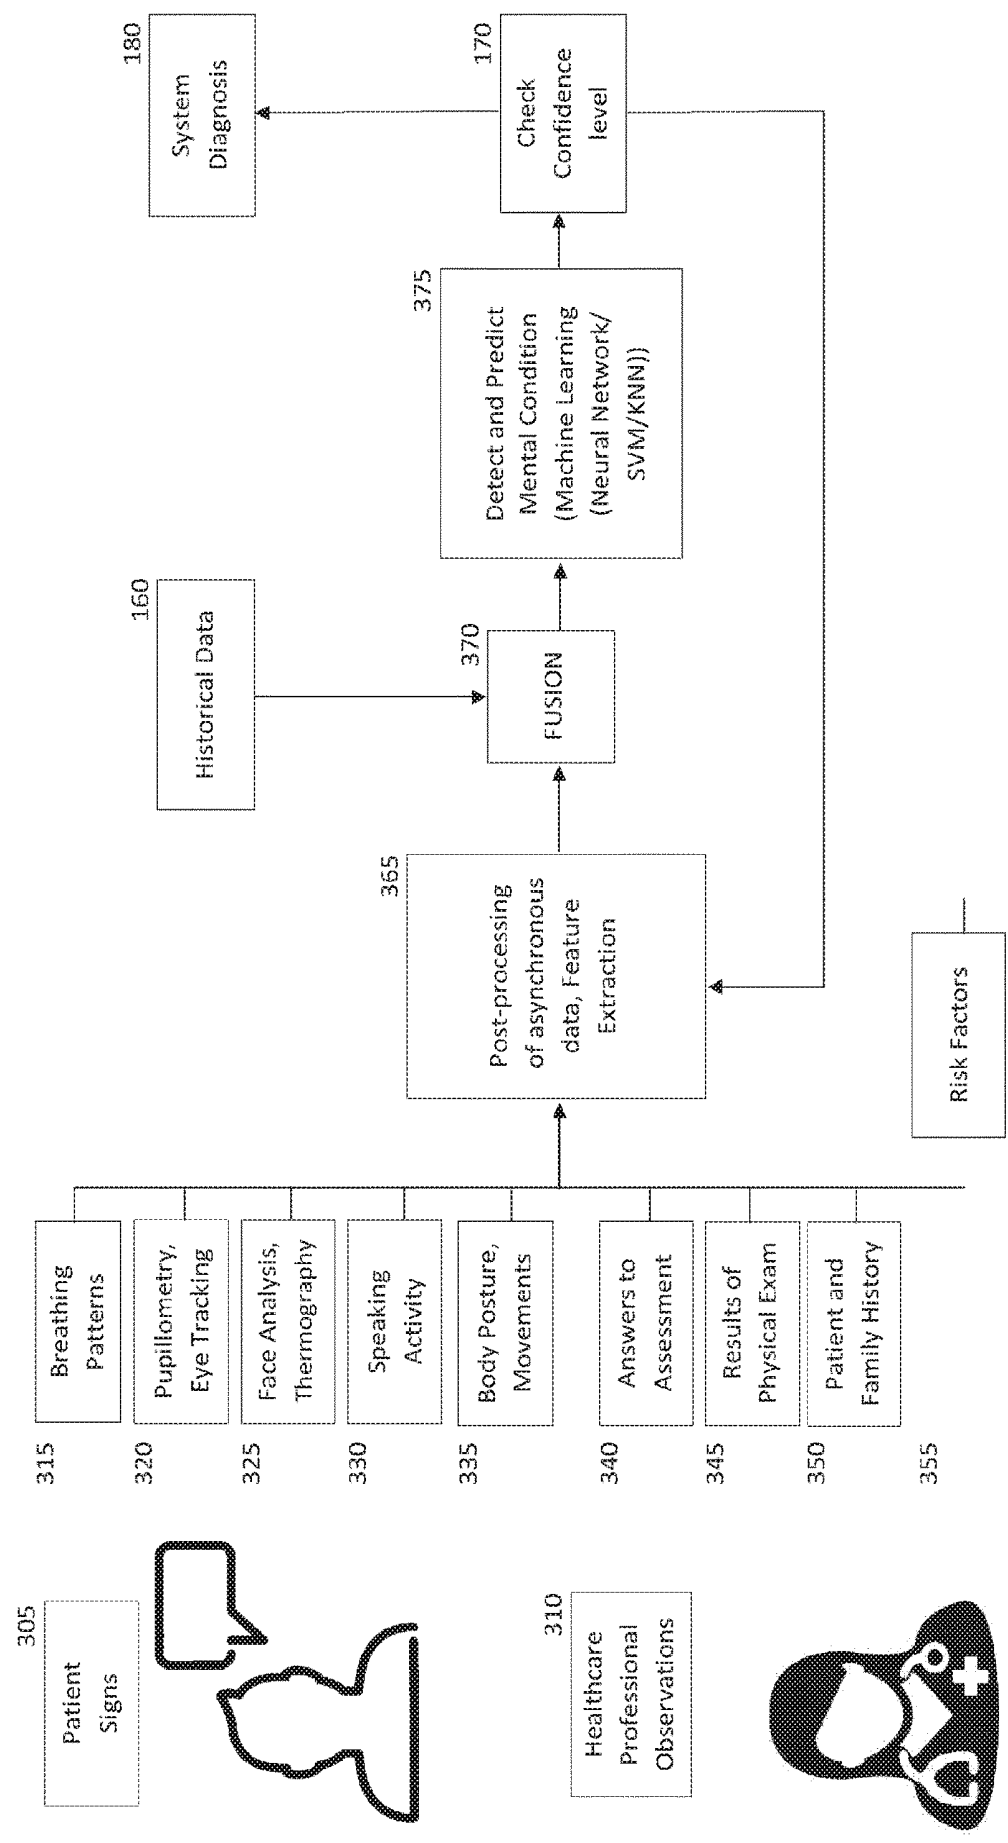 305
Patient
Signs
310
Healthcare
Professional
Observations
315
Breathing
Patterns
320
Pupillometry,
Eye Tracking
325
Face Analysis,
Thermography
330
Speaking
Activity
335
Body Posture,
Movements
340
Answers to
Assessment
345
Results of
Physical Exam
350
Patient and
Family History
355
Risk Factors
365
Post-processing
of asynchronous
data, Feature
Extraction
160
Historical Data
370
FUSION
375
Detect and Predict
Mental Condition
(Machine Learning
(Neural Network/
SVM/KNN))
170
Check
Confidence
level
180
System
Diagnosis